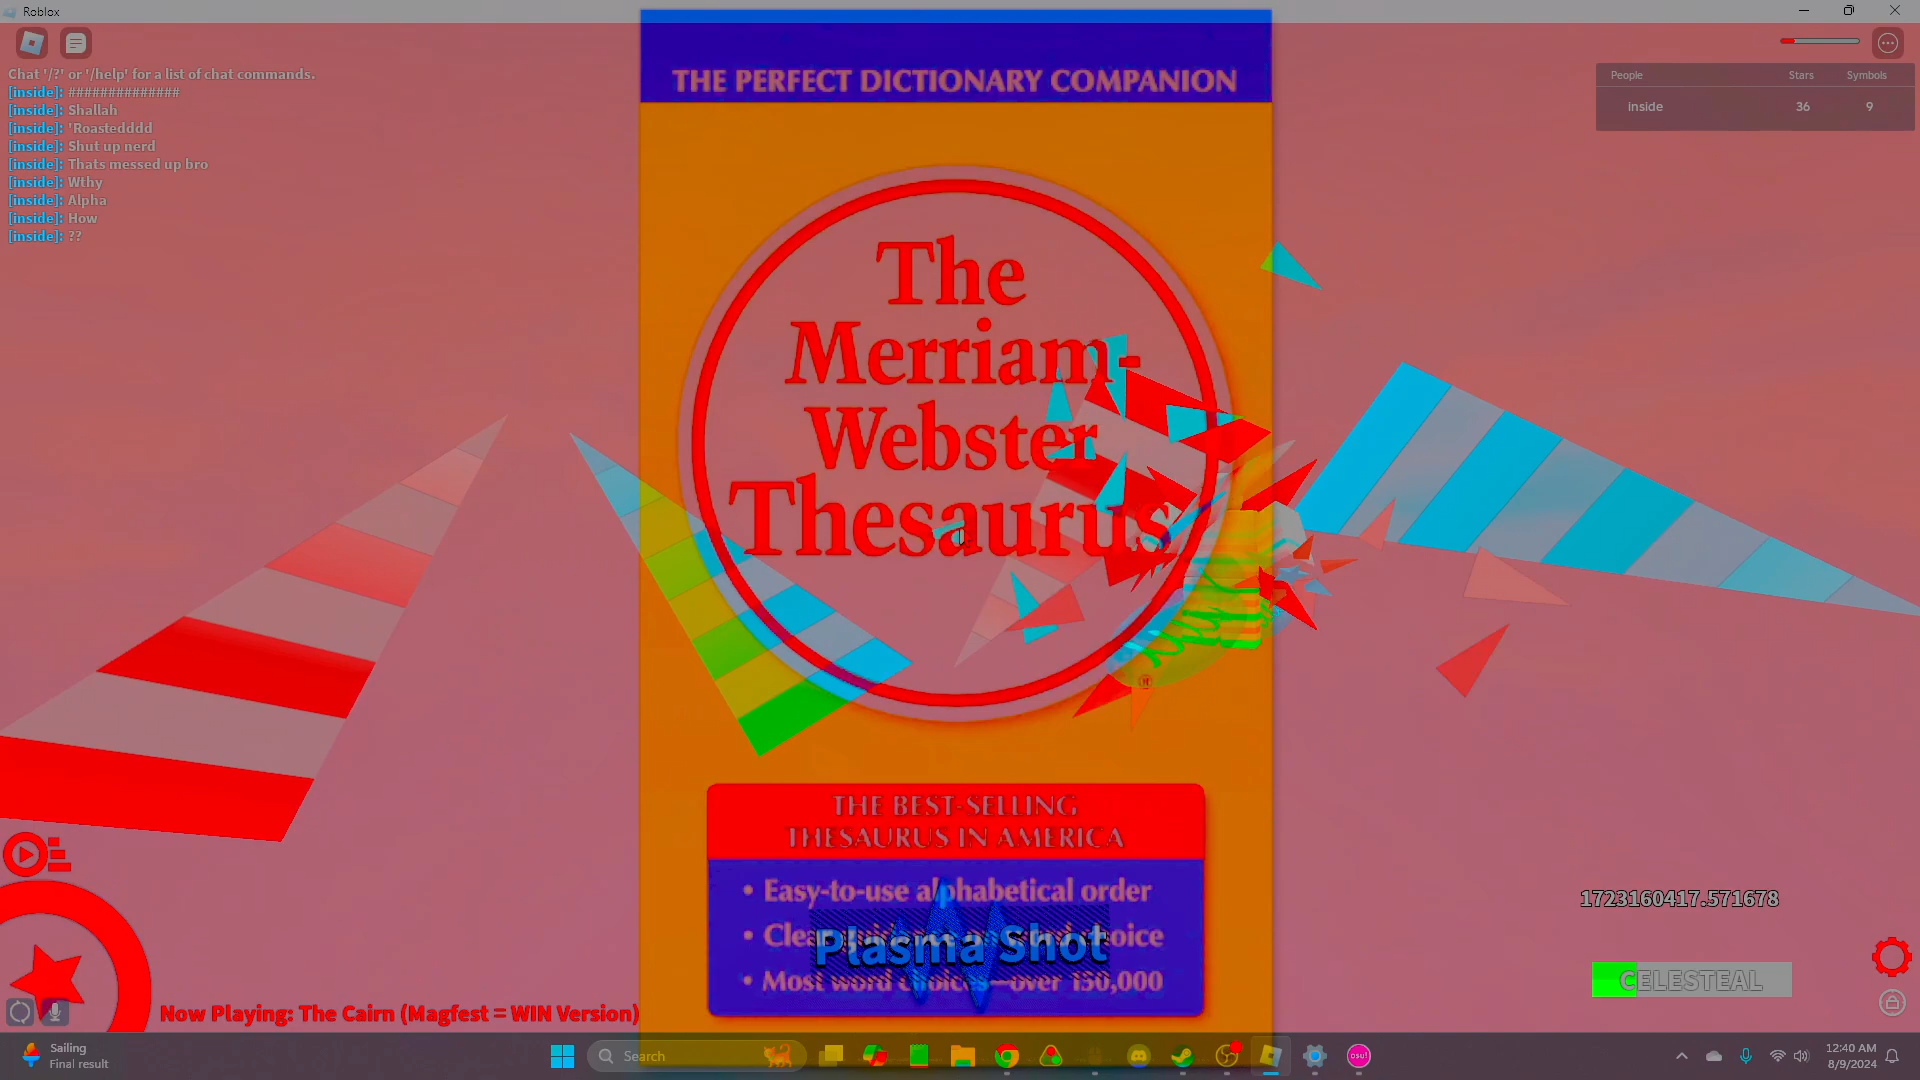 Roblox
Chat '/?' or '/help' for a list of chat commands.
[inside]: ##############
[inside]: Shallah
[inside]: 'Roastedddd
[inside]: Shut up nerd
[inside]: Thats messed up bro
[inside]: Wthy
[inside]: Alpha
[inside]: How
[inside]: ??
THE PERFECT DICTIONARY COMPANION
People Stars Symbols
inside 36 9
The
Merriam-
Webster
Thesaurus
THE BEST-SELLING
THESAURUS IN AMERICA
• Easy-to-use alphabetical order
Plasma Shot
• Most word choices—over 150,000
1723160417.571678
CELESTEAL
Now Playing: The Cairn (Magfest = WIN Version)
Sailing
Final result
Search
osu!
12:40 AM
8/9/2024